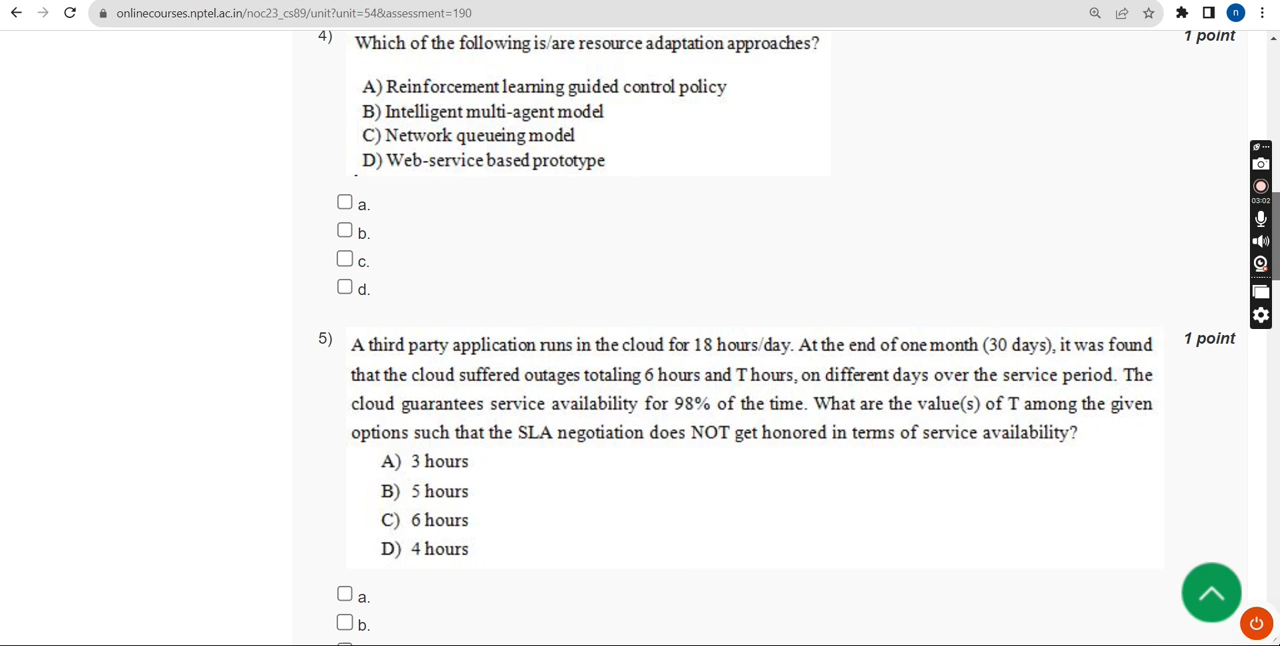 onlinecourses.nptel.ac.in/noc23_cs89/unit?unit=54&assessment=190
n
4)
Which of the following is/are resource adaptation approaches?
1 point
A) Reinforcement learning guided control policy
B) Intelligent multi-agent model
C) Network queueing model
D) Web-service based prototype
a.
b.
c.
d.
03:02
5)
A third party application runs in the cloud for 18 hours/day. At the end of one month (30 days), it was found
1 point
that the cloud suffered outages totaling 6 hours and T hours, on different days over the service period. The
cloud guarantees service availability for 98% of the time. What are the value(s) of T among the given
options such that the SLA negotiation does NOT get honored in terms of service availability?
A) 3 hours
B) 5 hours
C) 6 hours
D) 4 hours
a.
b.